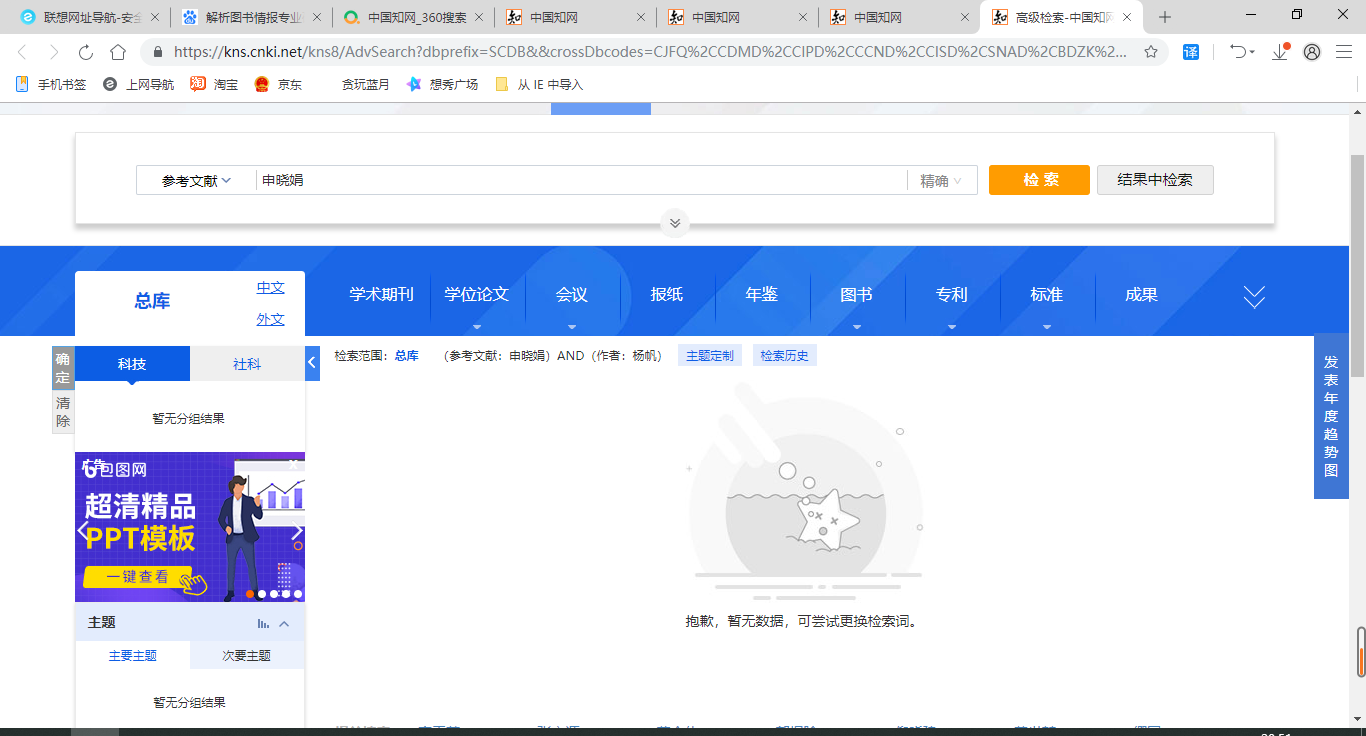 联想网址导航-安全
解析图书情报专业
中国知网_360搜索
中国知网
中国知网
中国知网
高级检索-中国知网
https://kns.cnki.net/kns8/AdvSearch?dbprefix=SCDB&&crossDbcodes=CJFQ%2CCDMD%2CCIPD%2CCCND%2CCISD%2CSNAD%2CBDZK%2...
译
手机书签
上网导航
淘
淘宝
京东
贪玩蓝月
想秀广场
从 IE 中导入
参考文献
申晓娟
精确
检 索
结果中检索
总库
中文
外文
学术期刊
学位论文
会议
报纸
年鉴
图书
专利
标准
成果
确定
清除
科技
社科
检索范围：总库 （参考文献：申晓娟）AND（作者：杨帆）
主题定制
检索历史
发表年度趋势图
暂无分组结果
包图网
超清精品
PPT模板
一键查看
抱歉，暂无数据，可尝试更换检索词。
主题
主要主题
次要主题
暂无分组结果